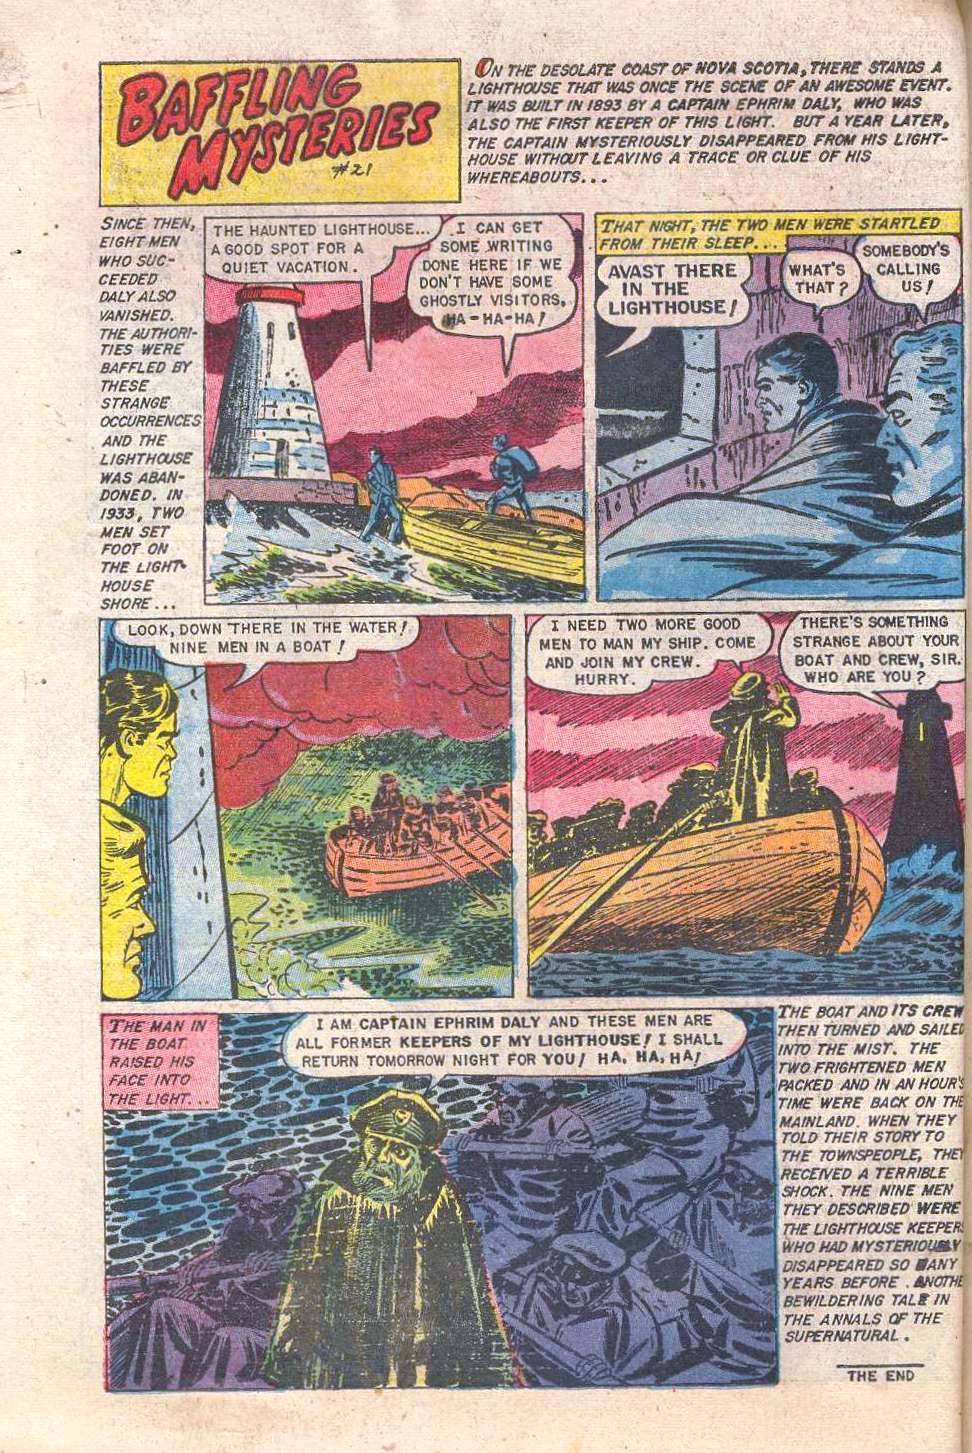 BAFFLING
MYSTERIES
#21
ON THE DESOLATE COAST OF NOVA SCOTIA, THERE STANDS A
LIGHTHOUSE THAT WAS ONCE THE SCENE OF AN AWESOME EVENT.
IT WAS BUILT IN 1893 BY A CAPTAIN EPHRIM DALY, WHO WAS
ALSO THE FIRST KEEPER OF THIS LIGHT. BUT A YEAR LATER,
THE CAPTAIN MYSTERIOUSLY DISAPPEARED FROM HIS LIGHT-
HOUSE WITHOUT LEAVING A TRACE OR CLUE OF HIS
WHEREABOUTS...
SINCE THEN,
EIGHT MEN
WHO SUC-
CEEDED
DALY ALSO
VANISHED.
THE AUTHORI-
TIES WERE
BAFFLED BY
THESE
STRANGE
OCCURRENCES
AND THE
LIGHTHOUSE
WAS ABAN-
DONED. IN
1933, TWO
MEN SET
FOOT ON
THE LIGHT-
HOUSE
SHORE...
THE HAUNTED LIGHTHOUSE...
A GOOD SPOT FOR A
QUIET VACATION.
I CAN GET
SOME WRITING
DONE HERE IF WE
DON'T HAVE SOME
GHOSTLY VISITORS.
HA-HA-HA!
THAT NIGHT, THE TWO MEN WERE STARTLED
FROM THEIR SLEEP...
AVAST THERE
IN THE
LIGHTHOUSE!
WHAT'S
THAT?
SOMEBODY'S
CALLING
US!
LOOK, DOWN THERE IN THE WATER!
NINE MEN IN A BOAT!
I NEED TWO MORE GOOD
MEN TO MAN MY SHIP. COME
AND JOIN MY CREW.
HURRY.
THERE'S SOMETHING
STRANGE ABOUT YOUR
BOAT AND CREW, SIR.
WHO ARE YOU?
THE MAN IN
THE BOAT
RAISED HIS
FACE INTO
THE LIGHT...
I AM CAPTAIN EPHRIM DALY AND THESE MEN ARE
ALL FORMER KEEPERS OF MY LIGHTHOUSE! I SHALL
RETURN TOMORROW NIGHT FOR YOU! HA, HA, HA!
THE BOAT AND ITS CREW
THEN TURNED AND SAILED
INTO THE MIST. THE
TWO FRIGHTENED MEN
PACKED AND IN AN HOUR'S
TIME WERE BACK ON THE
MAINLAND. WHEN THEY
TOLD THEIR STORY TO
THE TOWNSPEOPLE, THEY
RECEIVED A TERRIBLE
SHOCK. THE NINE MEN
THEY DESCRIBED WERE
THE LIGHTHOUSE KEEPERS
WHO HAD MYSTERIOUSLY
DISAPPEARED SO MANY
YEARS BEFORE. ANOTHE
BEWILDERING TALE IN
THE ANNALS OF THE
SUPERNATURAL.
THE END